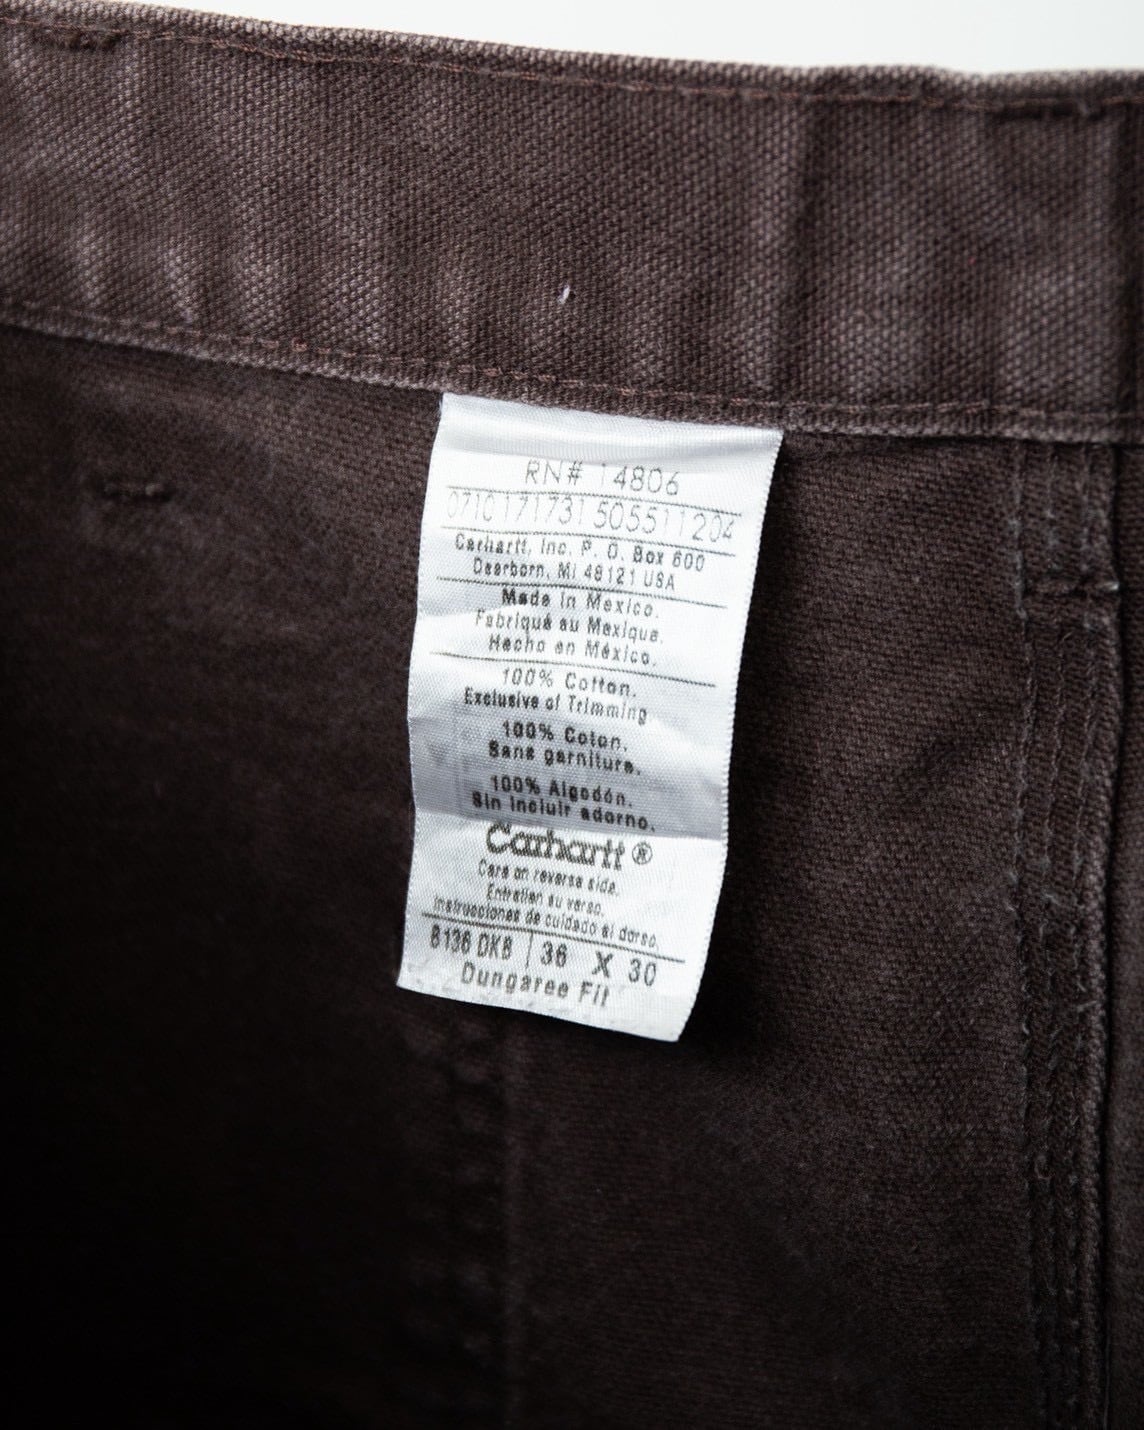 RN# 14806
0710171731505511204
Carhartt, Inc. P. O. Box 600
Dearborn, MI 48121 USA
Made in Mexico.
Fabriqué au Mexique.
Hecho en México.
100% Cotton.
Exclusive of Trimming.
100% Coton.
Sans garniture.
100% Algodón.
Sin incluir adorno.
Carhartt®
Care on reverse side.
Entretien au verso.
Instrucciones de cuidado al dorso.
B136 DKB | 36 X 30
Dungaree Fit